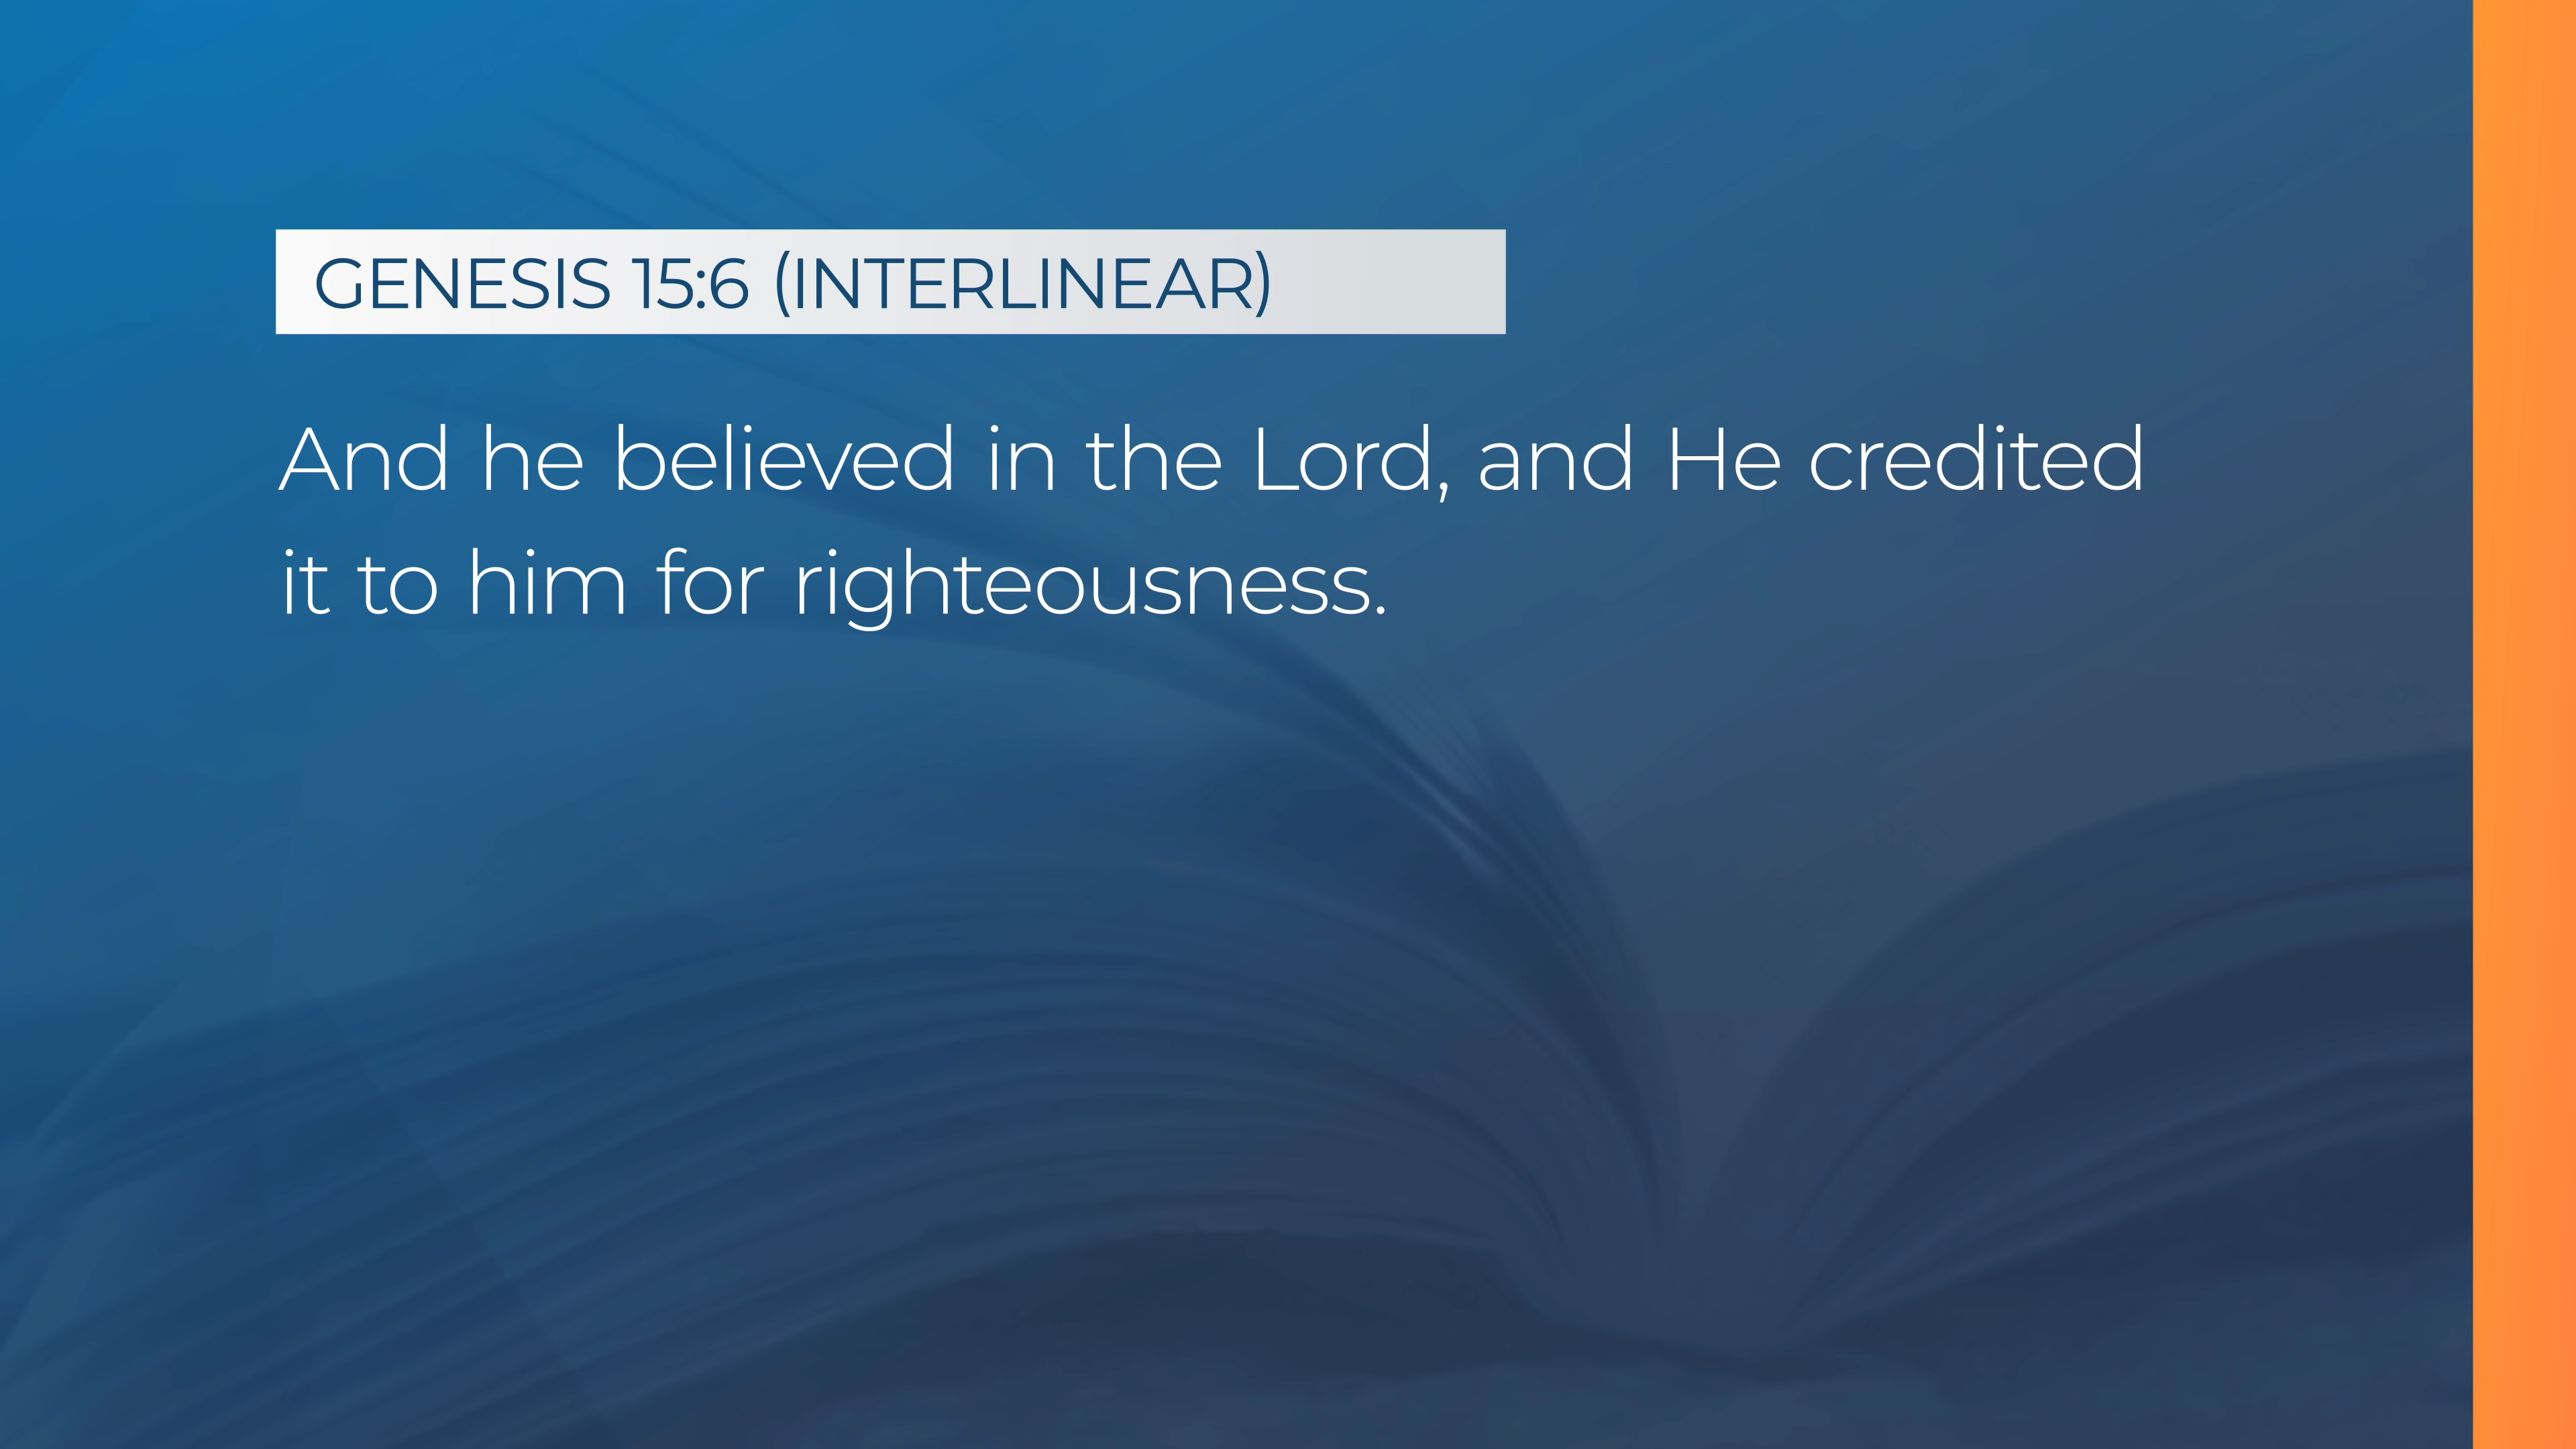 GENESIS 15:6 (INTERLINEAR)
And he believed in the Lord, and He credited
it to him for righteousness.